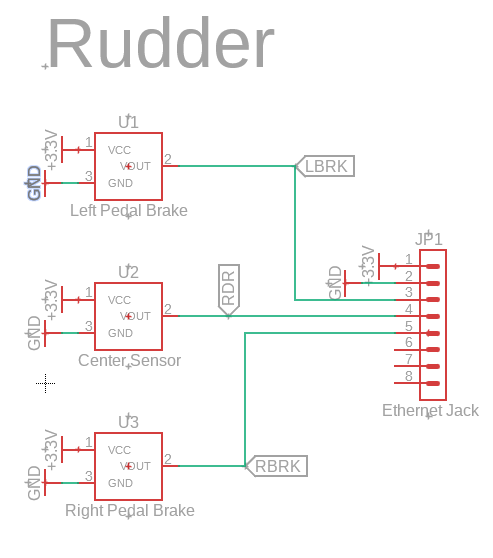 Rudder
U1
+3.3V
1
VCC
VOUT
2
GND
3
GND
Left Pedal Brake
LBRK
JP1
+3.3V
GND
1
2
3
4
5
6
7
8
Ethernet Jack
U2
+3.3V
1
VCC
VOUT
2
GND
3
GND
Center Sensor
RDR
U3
+3.3V
1
VCC
VOUT
2
GND
3
GND
Right Pedal Brake
RBRK